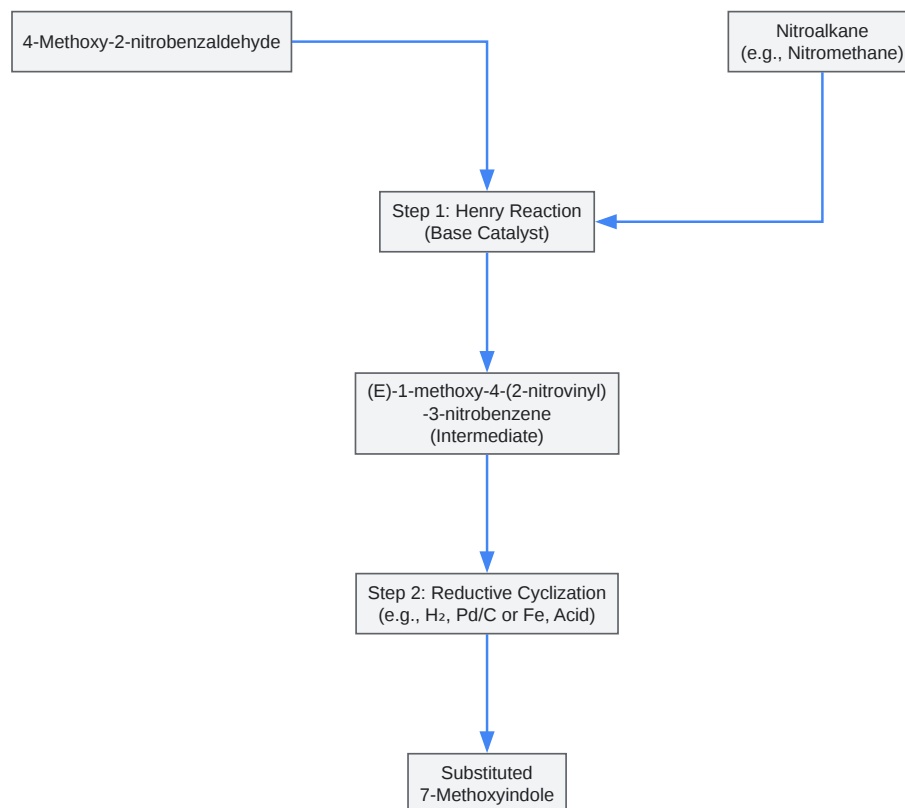 4-Methoxy-2-nitrobenzaldehyde
Nitroalkane
(e.g., Nitromethane)
Step 1: Henry Reaction
(Base Catalyst)
(E)-1-methoxy-4-(2-nitrovinyl)
-3-nitrobenzene
(Intermediate)
Step 2: Reductive Cyclization
(e.g., H₂, Pd/C or Fe, Acid)
Substituted
7-Methoxyindole